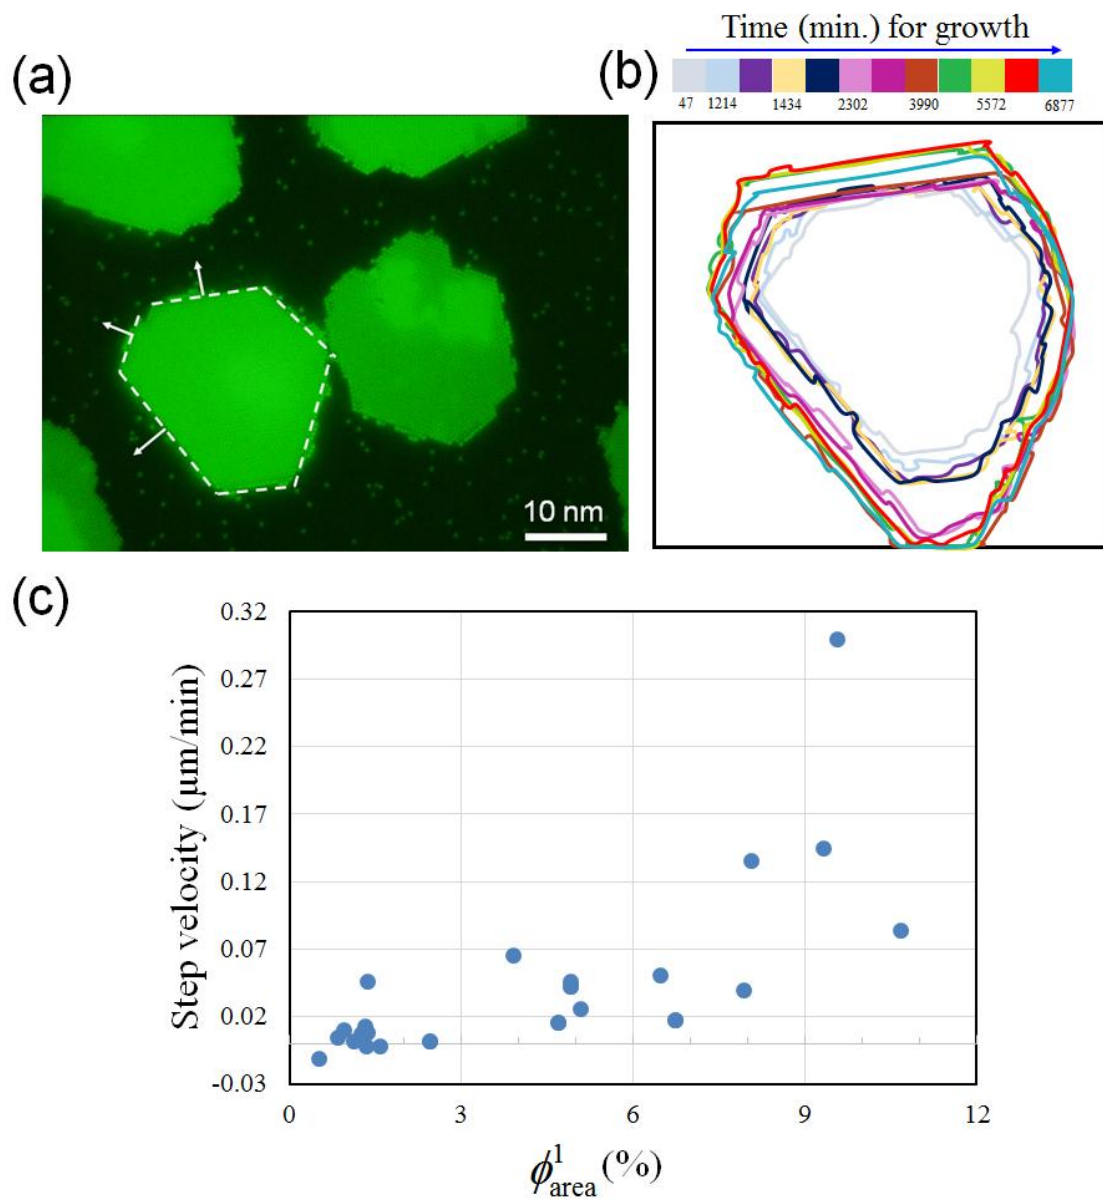 Time (min.) for growth
(a)
(b)
47 1214 1434 2302 3990 5572 6877
10 nm
(c)
0.32
0.27
0.22
0.17
0.12
0.07
0.02
-0.03
Step velocity (μm/min)
0 3 6 9 12
ϕ¹area (%)